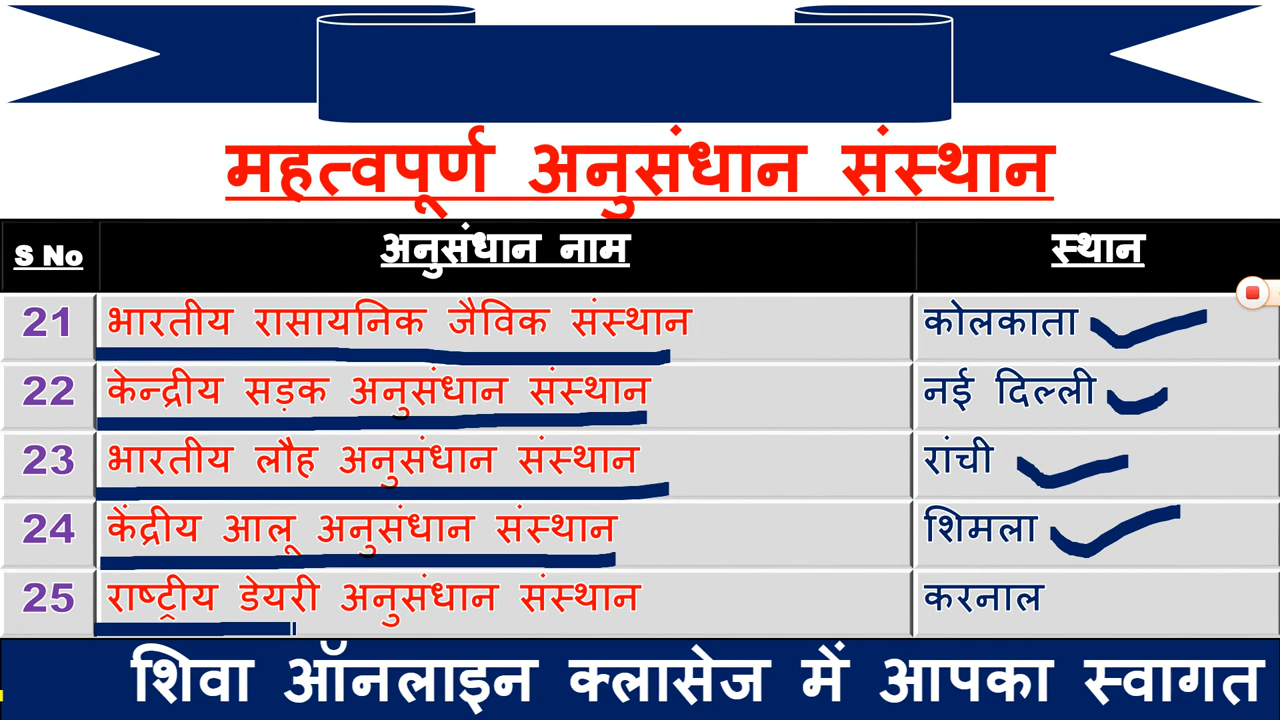 महत्वपूर्ण अनुसंधान संस्थान
S No अनुसंधान नाम स्थान
21 भारतीय रासायनिक जैविक संस्थान कोलकाता
22 केन्द्रीय सड़क अनुसंधान संस्थान नई दिल्ली
23 भारतीय लौह अनुसंधान संस्थान रांची
24 केंद्रीय आलू अनुसंधान संस्थान शिमला
25 राष्ट्रीय डेयरी अनुसंधान संस्थान करनाल
शिवा ऑनलाइन क्लासेज में आपका स्वागत